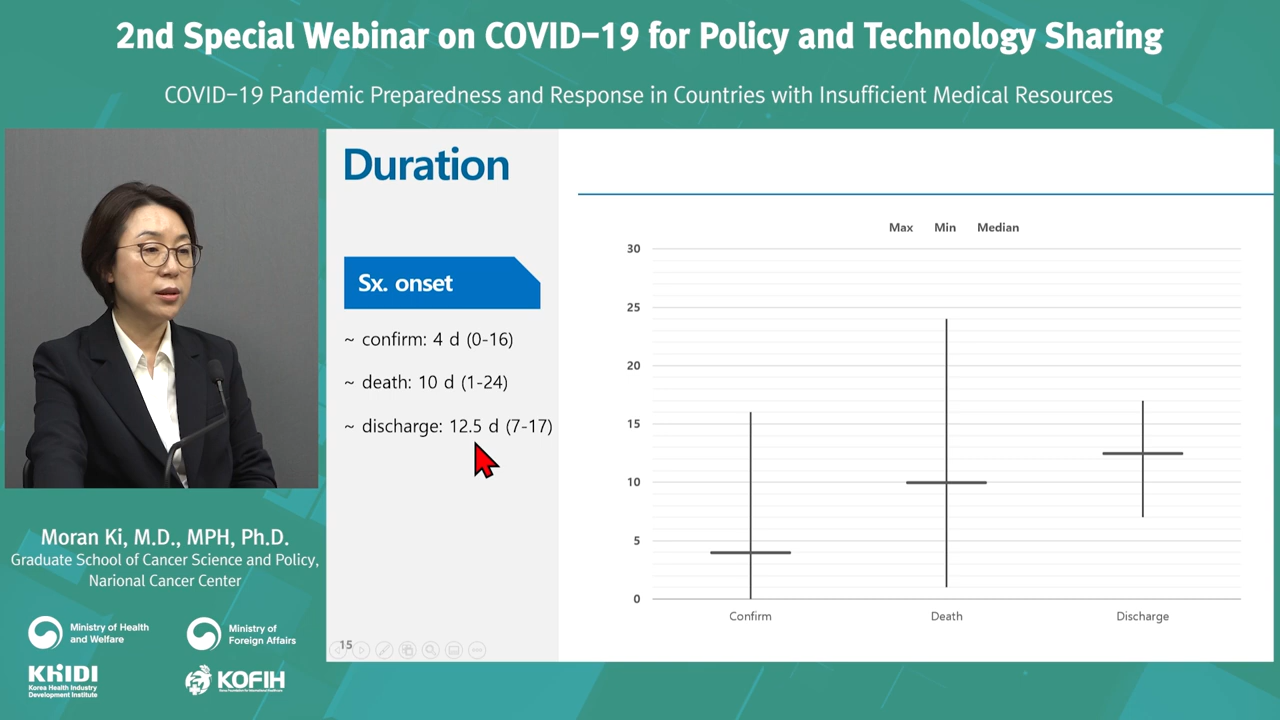 2nd Special Webinar on COVID-19 for Policy and Technology Sharing
COVID-19 Pandemic Preparedness and Response in Countries with Insufficient Medical Resources
Duration
Sx. onset
~ confirm: 4 d (0-16)
~ death: 10 d (1-24)
~ discharge: 12.5 d (7-17)
15
Max Min Median
30
25
20
15
10
5
0
Confirm Death Discharge
Moran Ki, M.D., MPH, Ph.D.
Graduate School of Cancer Science and Policy,
Narional Cancer Center
Ministry of Health
and Welfare
Ministry of
Foreign Affairs
KHIDI
Korea Health Industry
Development Institute
KOFIH